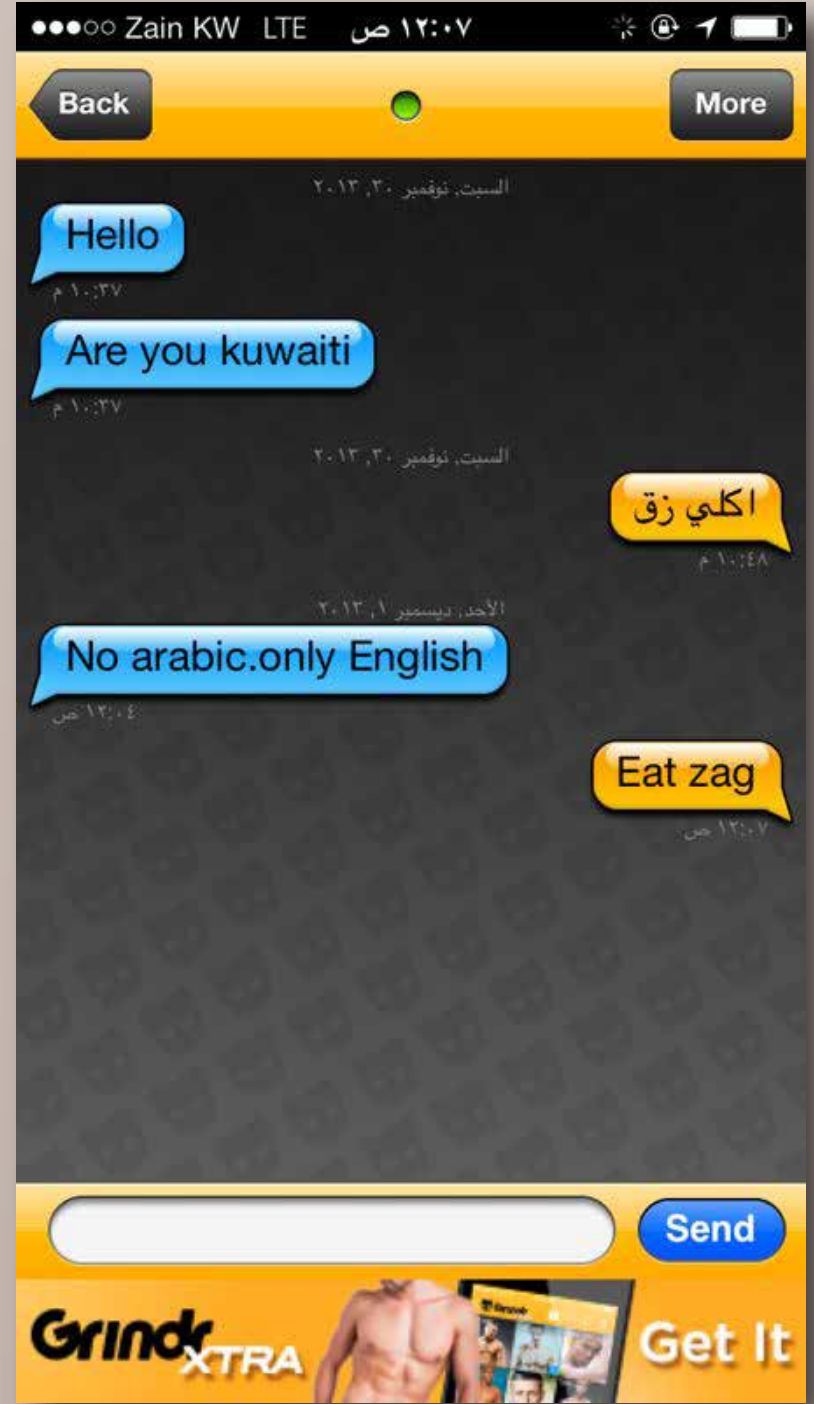 Zain KW LTE ١٢:٠٧ ص
Back
More
السبت, نوفمبر ٣٠, ٢٠١٣
Hello
١٠:٣٧ م
Are you kuwaiti
١٠:٣٧ م
السبت, نوفمبر ٣٠, ٢٠١٣
اكلي زق
١٠:٤٨ م
الأحد, ديسمبر ١, ٢٠١٣
No arabic.only English
١٢:٠٤ ص
Eat zag
١٢:٠٧ ص
Send
Grindr XTRA
Get It